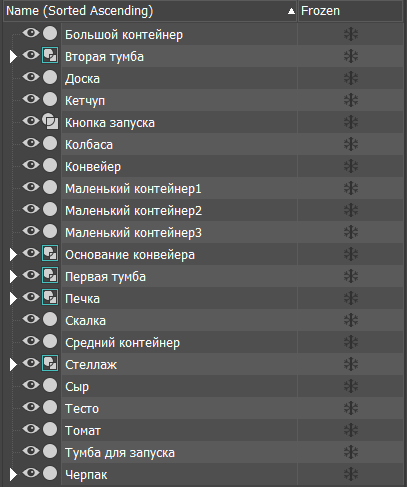 Name (Sorted Ascending) Frozen
Большой контейнер
Вторая тумба
Доска
Кетчуп
Кнопка запуска
Колбаса
Конвейер
Маленький контейнер1
Маленький контейнер2
Маленький контейнер3
Основание конвейера
Первая тумба
Печка
Скалка
Средний контейнер
Стеллаж
Сыр
Тесто
Томат
Тумба для запуска
Черпак